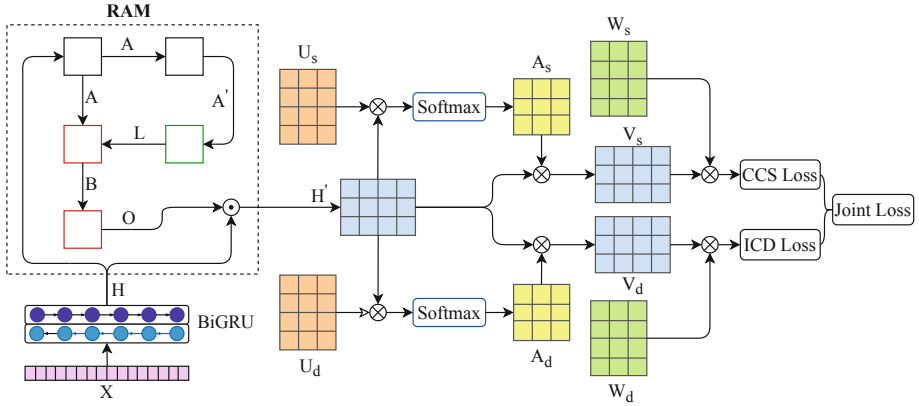 RAM
A
A
A'
L
B
O
H
BiGRU
X
H'
U_s
Softmax
A_s
W_s
V_s
CCS Loss
Joint Loss
ICD Loss
V_d
U_d
Softmax
A_d
W_d